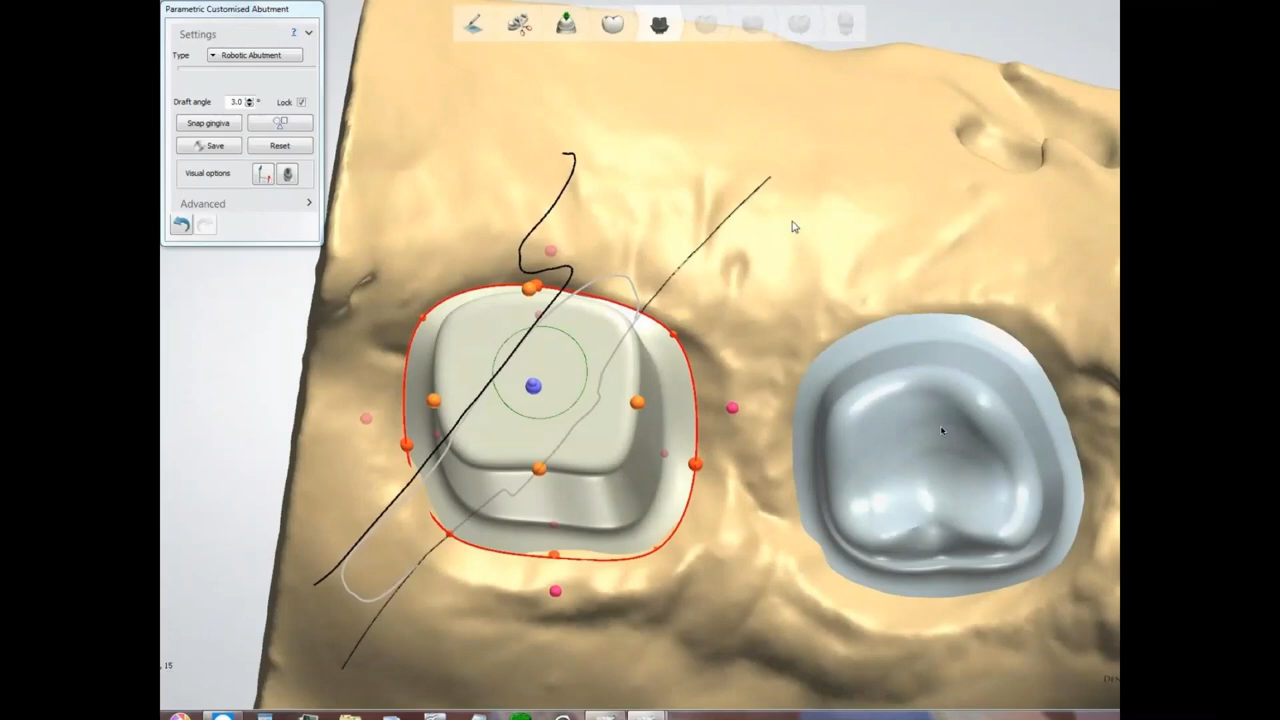 Parametric Customised Abutment
Settings
?
Type
Robotic Abutment
Draft angle 3.0 ° Lock
Snap gingiva
Save Reset
Visual options
Advanced
, 15